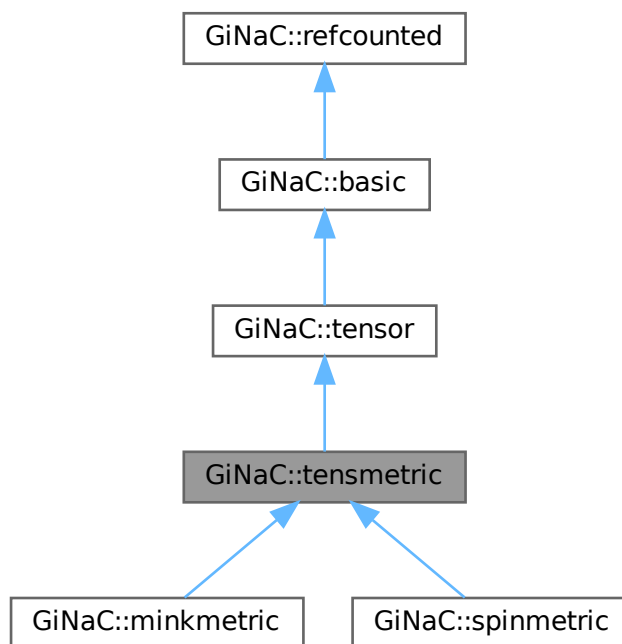 GiNaC::refcounted
GiNaC::basic
GiNaC::tensor
GiNaC::tensmetric
GiNaC::minkmetric
GiNaC::spinmetric